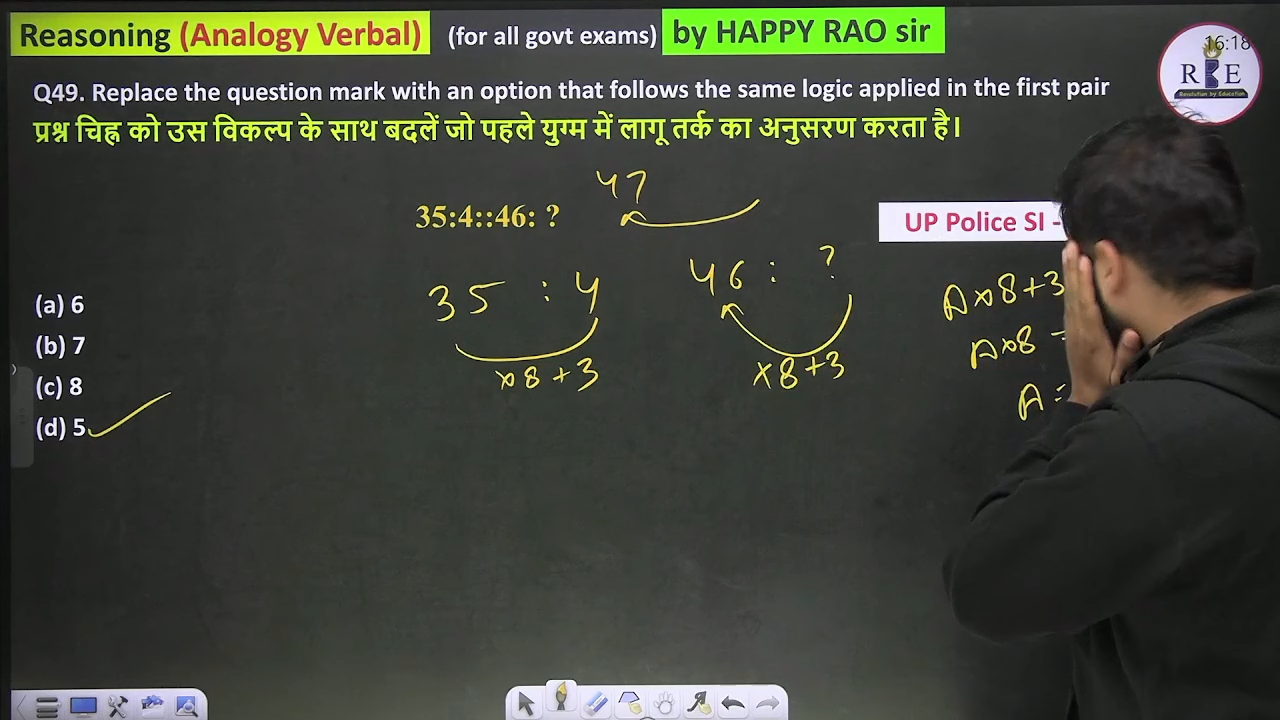 Reasoning (Analogy Verbal) (for all govt exams) by HAPPY RAO sir
16:18
R E
Revolution by Education
Q49. Replace the question mark with an option that follows the same logic applied in the first pair
प्रश्न चिह्न को उस विकल्प के साथ बदलें जो पहले युग्म में लागू तर्क का अनुसरण करता है।
47
35:4::46: ?
UP Police SI -
35 : 4 46 : ?
×8+3 ×8+3
A×8+3
A×8
A =
(a) 6
(b) 7
(c) 8
(d) 5